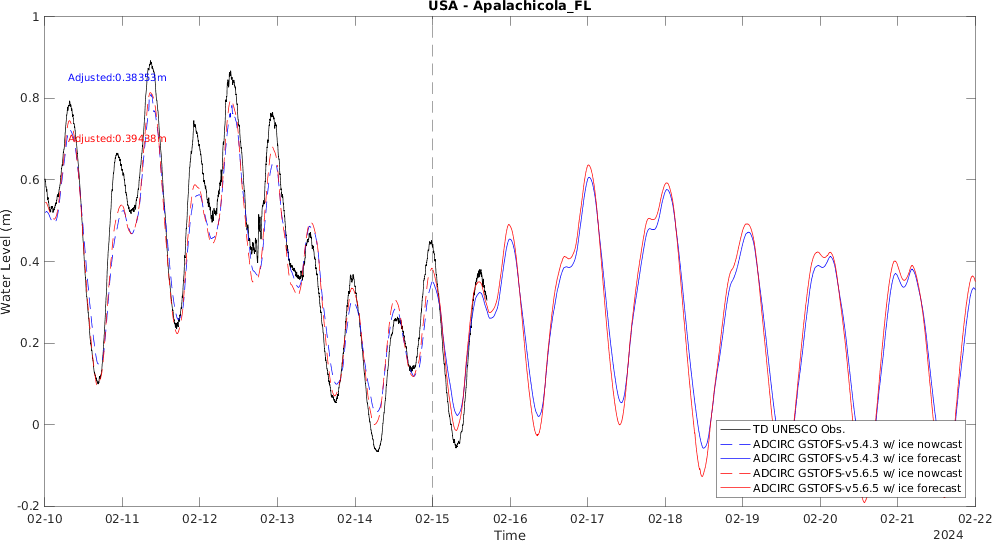 USA - Apalachicola_FL
Adjusted:0.38353m
Adjusted:0.39438m
Water Level (m)
1
0.8
0.6
0.4
0.2
0
-0.2
TD UNESCO Obs.
ADCIRC GSTOFS-v5.4.3 w/ ice nowcast
ADCIRC GSTOFS-v5.4.3 w/ ice forecast
ADCIRC GSTOFS-v5.6.5 w/ ice nowcast
ADCIRC GSTOFS-v5.6.5 w/ ice forecast
02-10 02-11 02-12 02-13 02-14 02-15 02-16 02-17 02-18 02-19 02-20 02-21 02-22
Time
2024